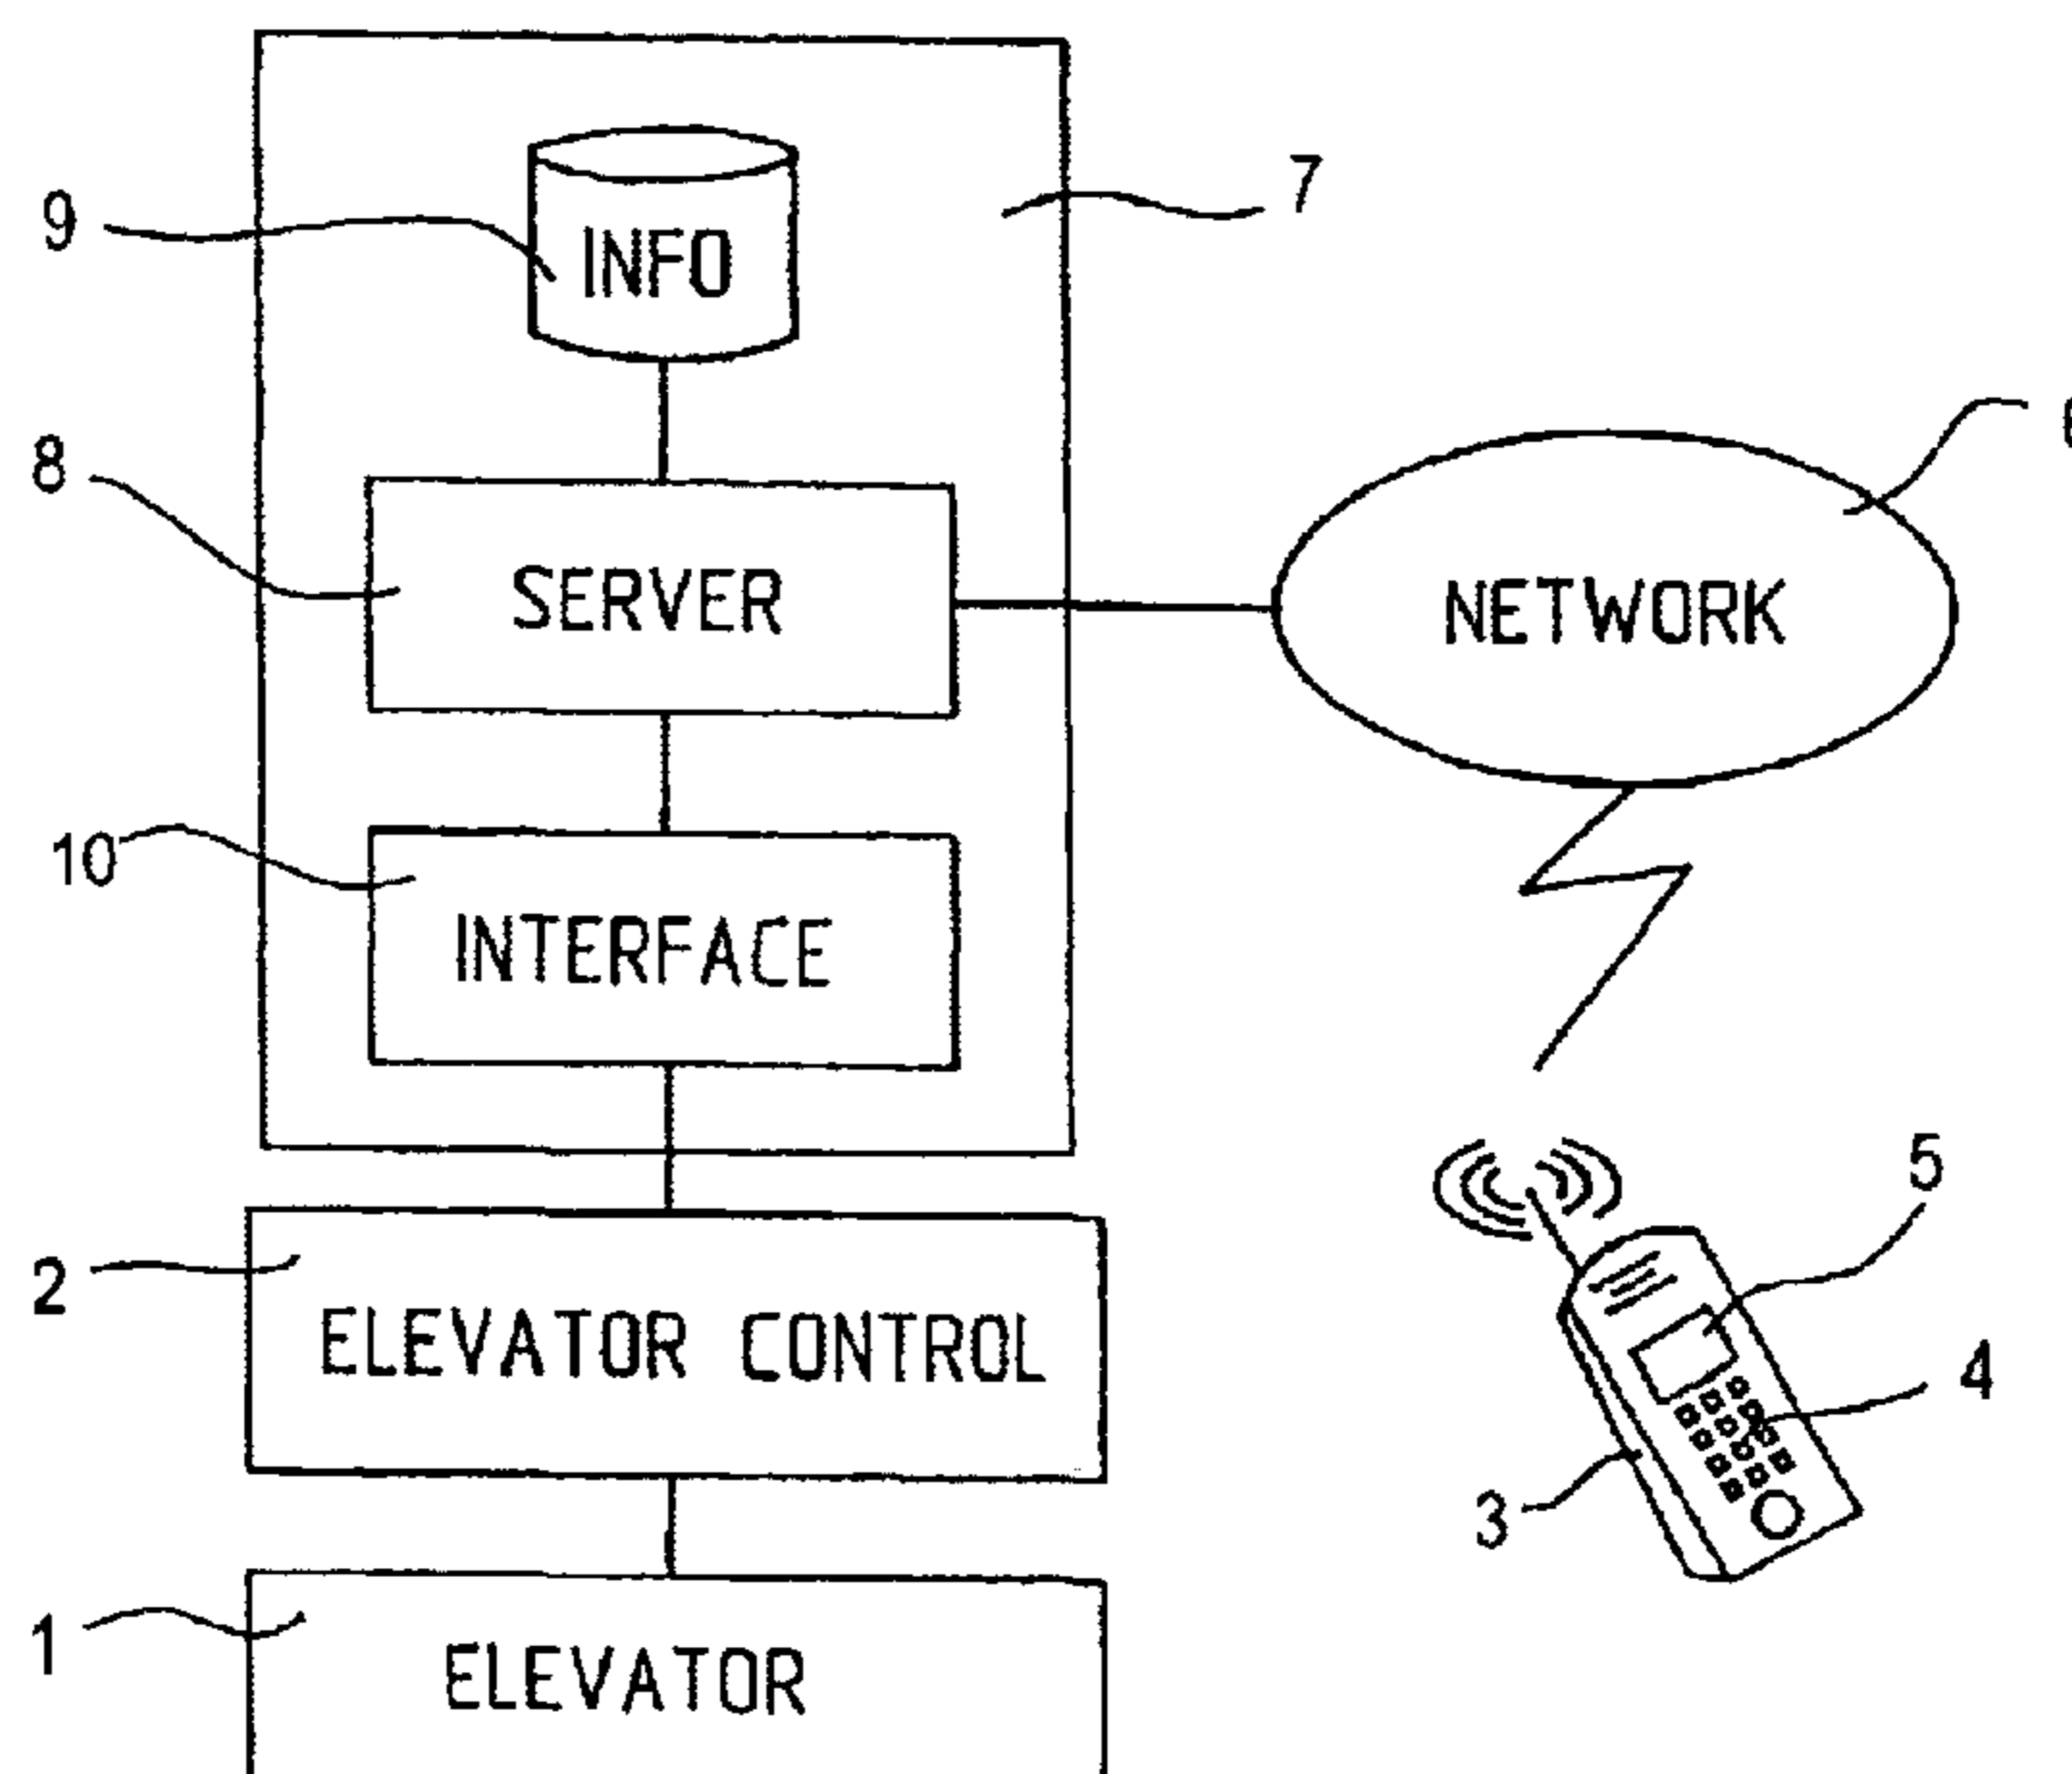 9
INFO
7
8
SERVER
NETWORK
10
INTERFACE
2
ELEVATOR CONTROL
5
4
3
1
ELEVATOR